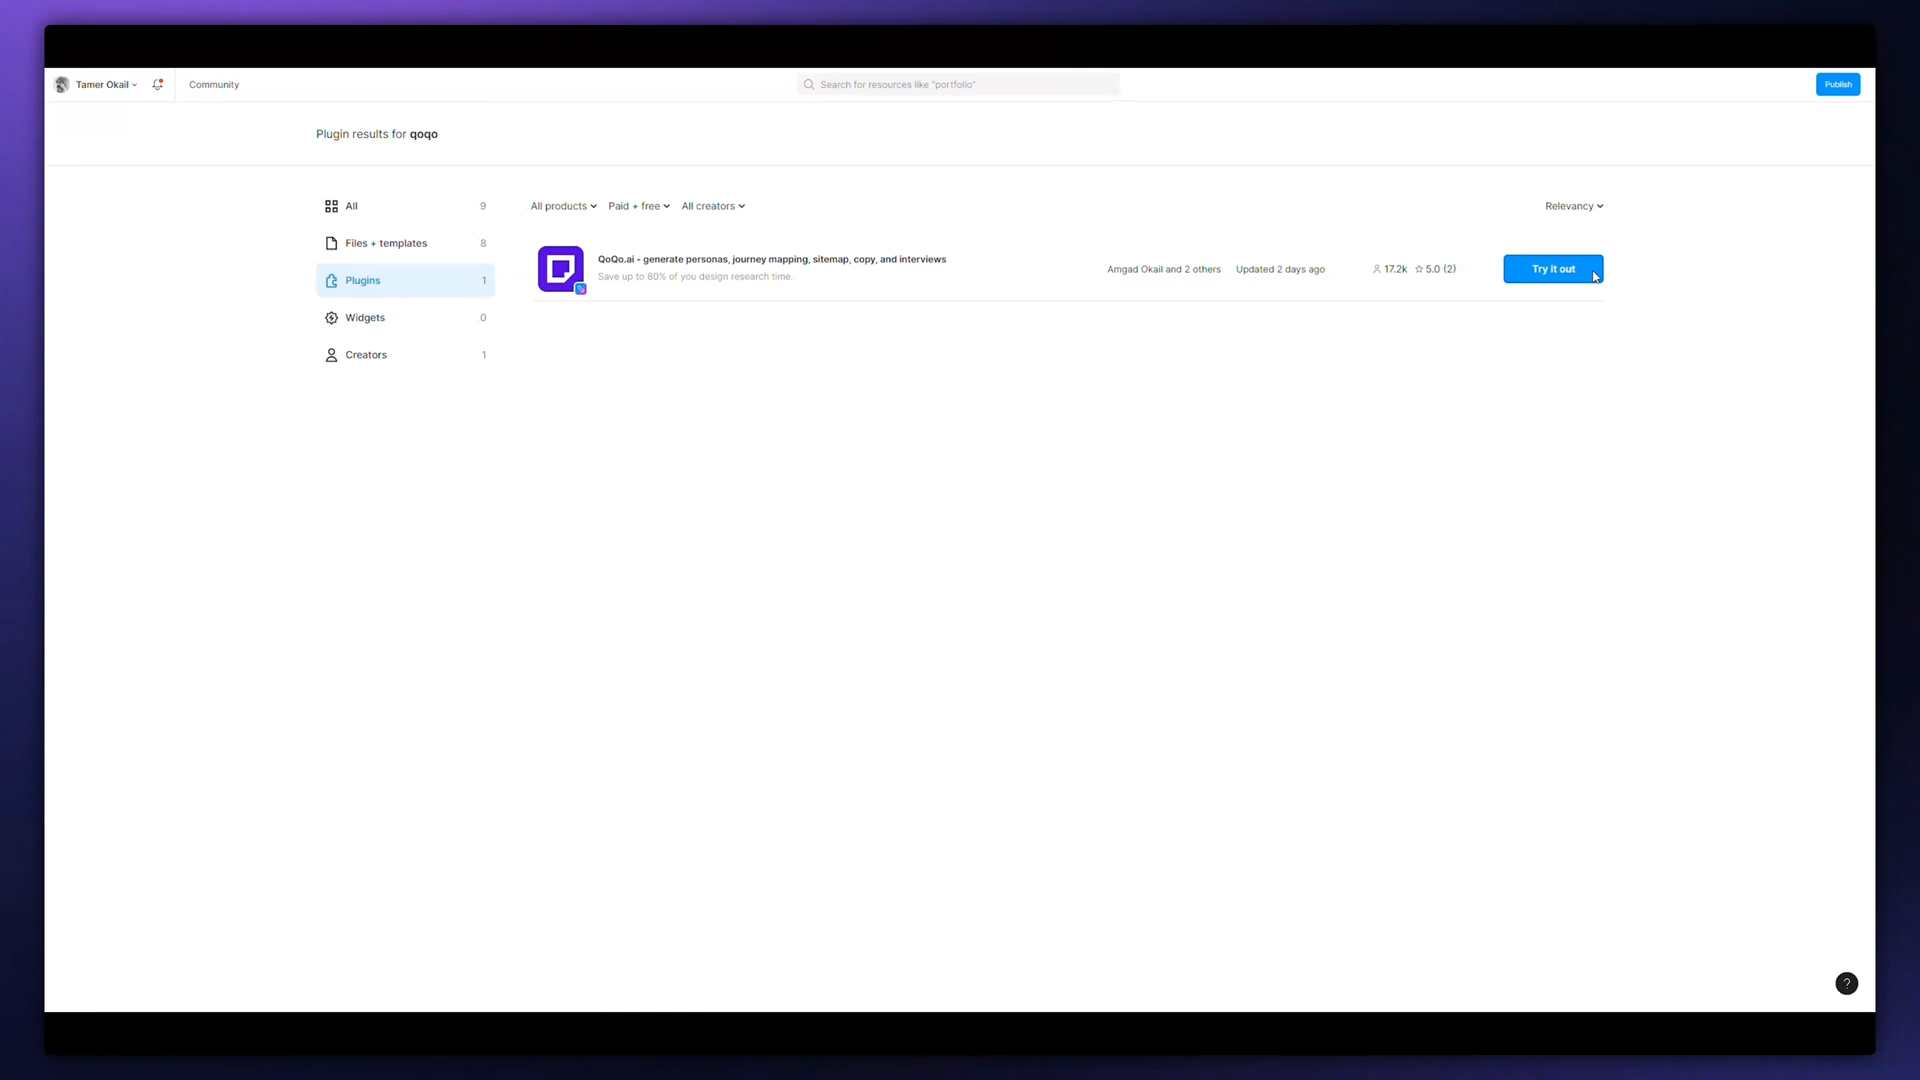 Tamer Okail
Community
Search for resources like "portfolio"
Publish
Plugin results for qoqo
All 9
Files + templates 8
Plugins 1
Widgets 0
Creators 1
All products
Paid + free
All creators
Relevancy
QoQo.ai - generate personas, journey mapping, sitemap, copy, and interviews
Save up to 80% of you design research time.
Amgad Okail and 2 others
Updated 2 days ago
17.2k
5.0 (2)
Try it out
?